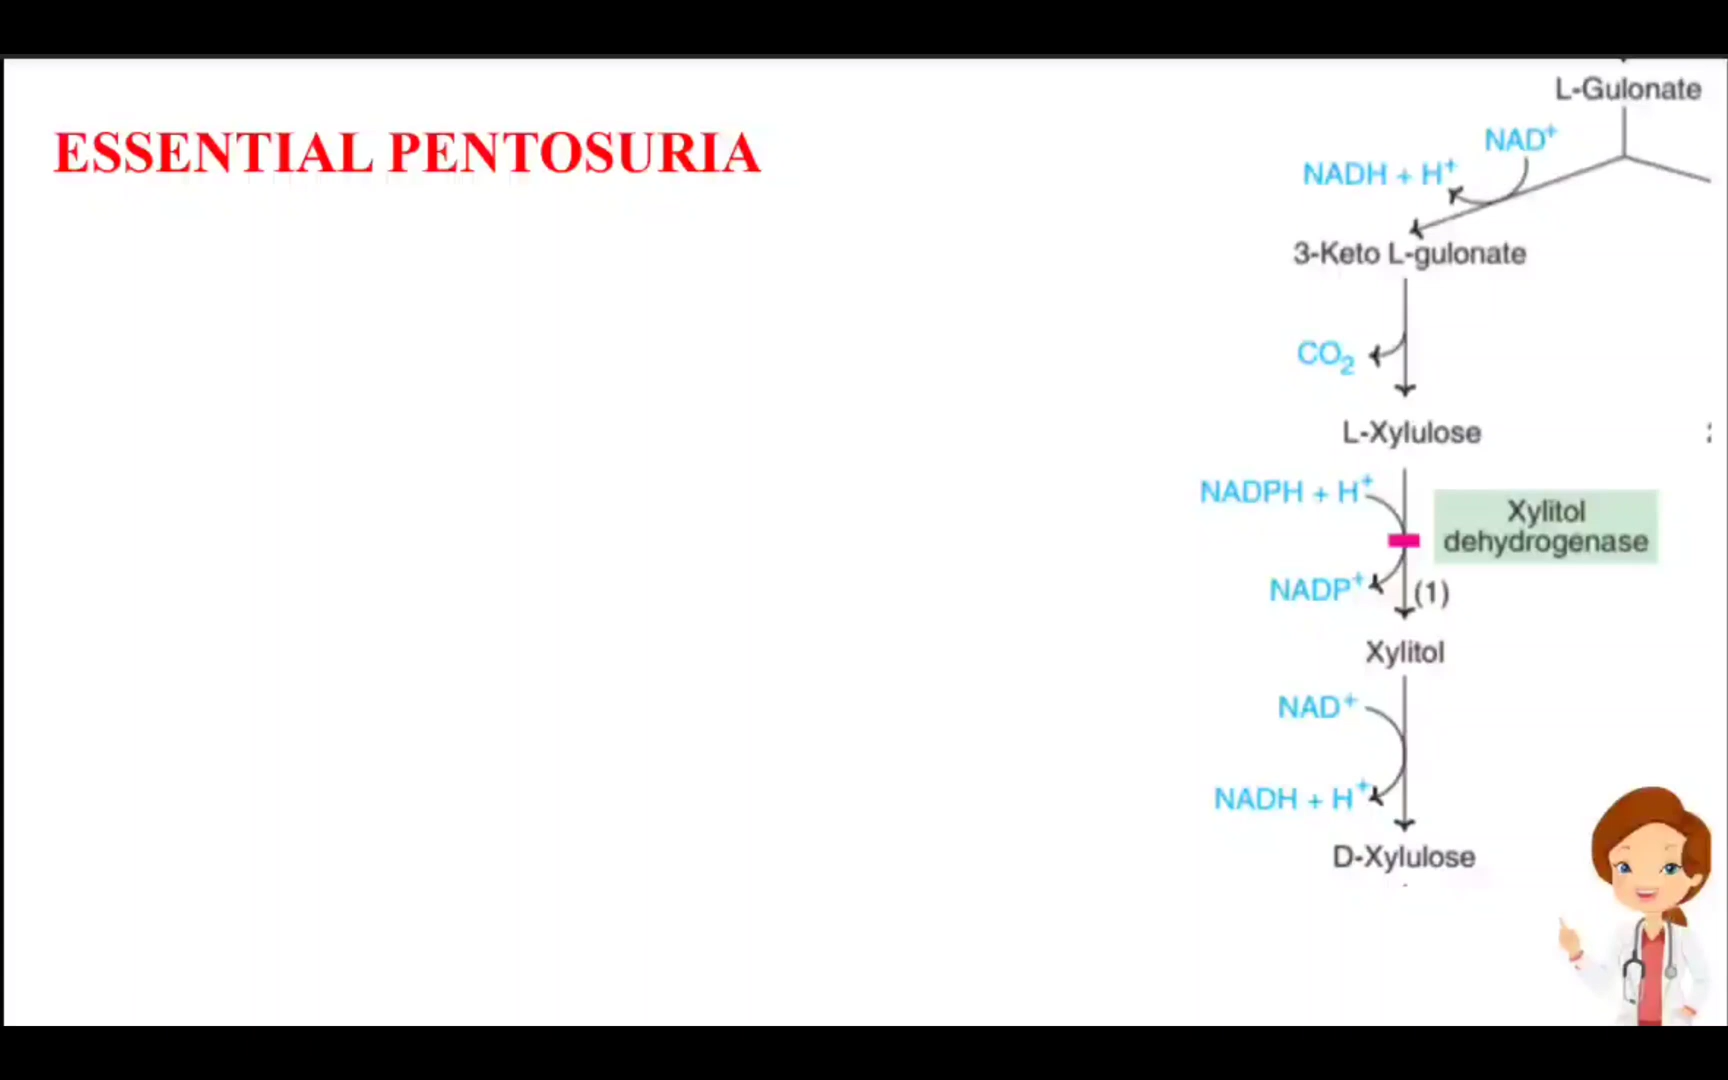 ESSENTIAL PENTOSURIA
L-Gulonate
NAD⁺
NADH + H⁺
3-Keto L-gulonate
CO₂
L-Xylulose
NADPH + H⁺
Xylitol
dehydrogenase
NADP⁺
(1)
Xylitol
NAD⁺
NADH + H⁺
D-Xylulose